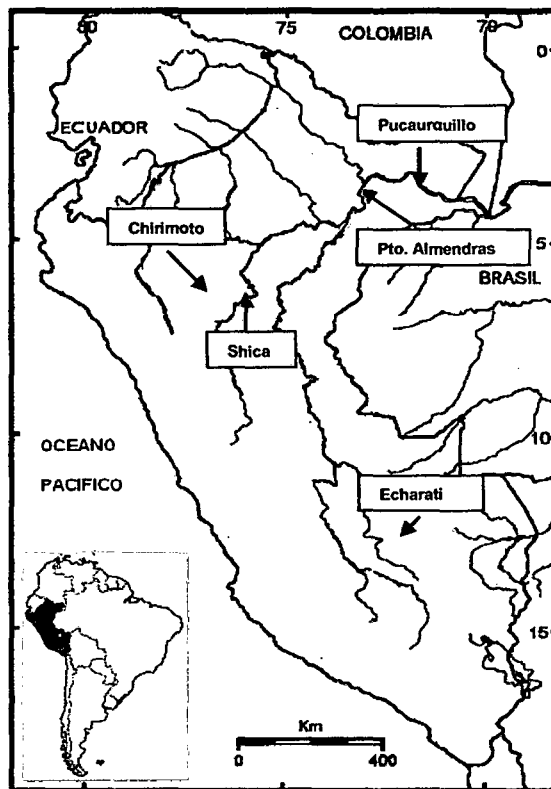 80 75 70
COLOMBIA
0
Pucaurquillo
ECUADOR
Chirimoto
Pto. Almendras
5
BRASIL
Shica
OCEANO
PACIFICO
10
Echarati
15
Km
0 400